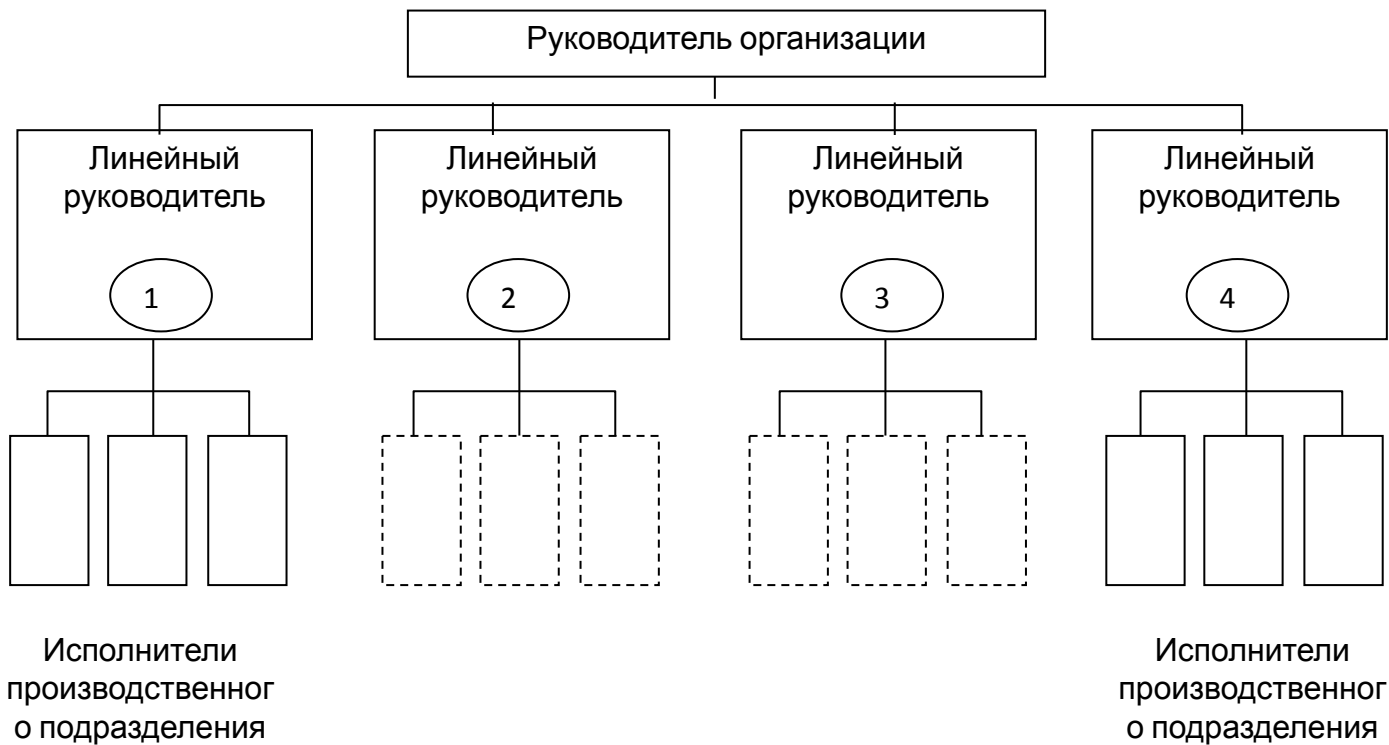 Руководитель организации
Линейный
руководитель
1
Линейный
руководитель
2
Линейный
руководитель
3
Линейный
руководитель
4
Исполнители
производственног
о подразделения
Исполнители
производственног
о подразделения